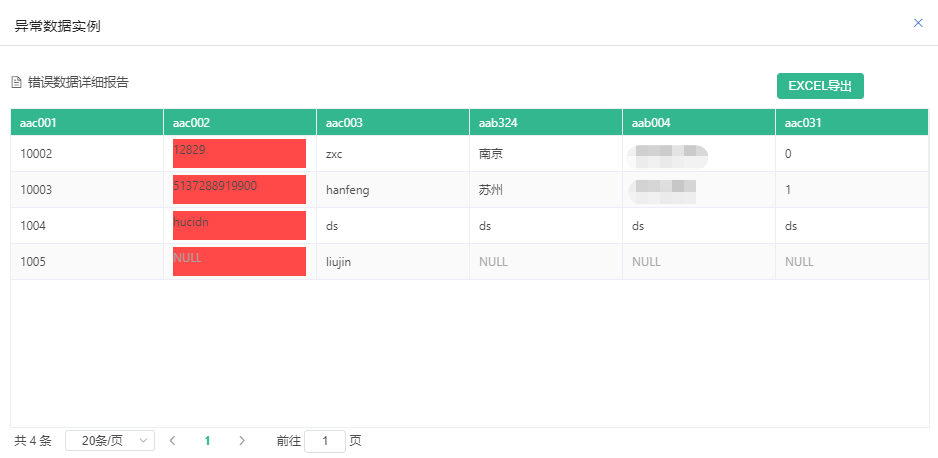 异常数据实例
错误数据详细报告
EXCEL导出
aac001 aac002 aac003 aab324 aab004 aac031
10002 12829 zxc 南京 0
10003 5137288919900 hanfeng 苏州 1
1004 hucidn ds ds ds ds
1005 NULL liujin NULL NULL NULL
共 4 条 20条/页 1 前往 1 页